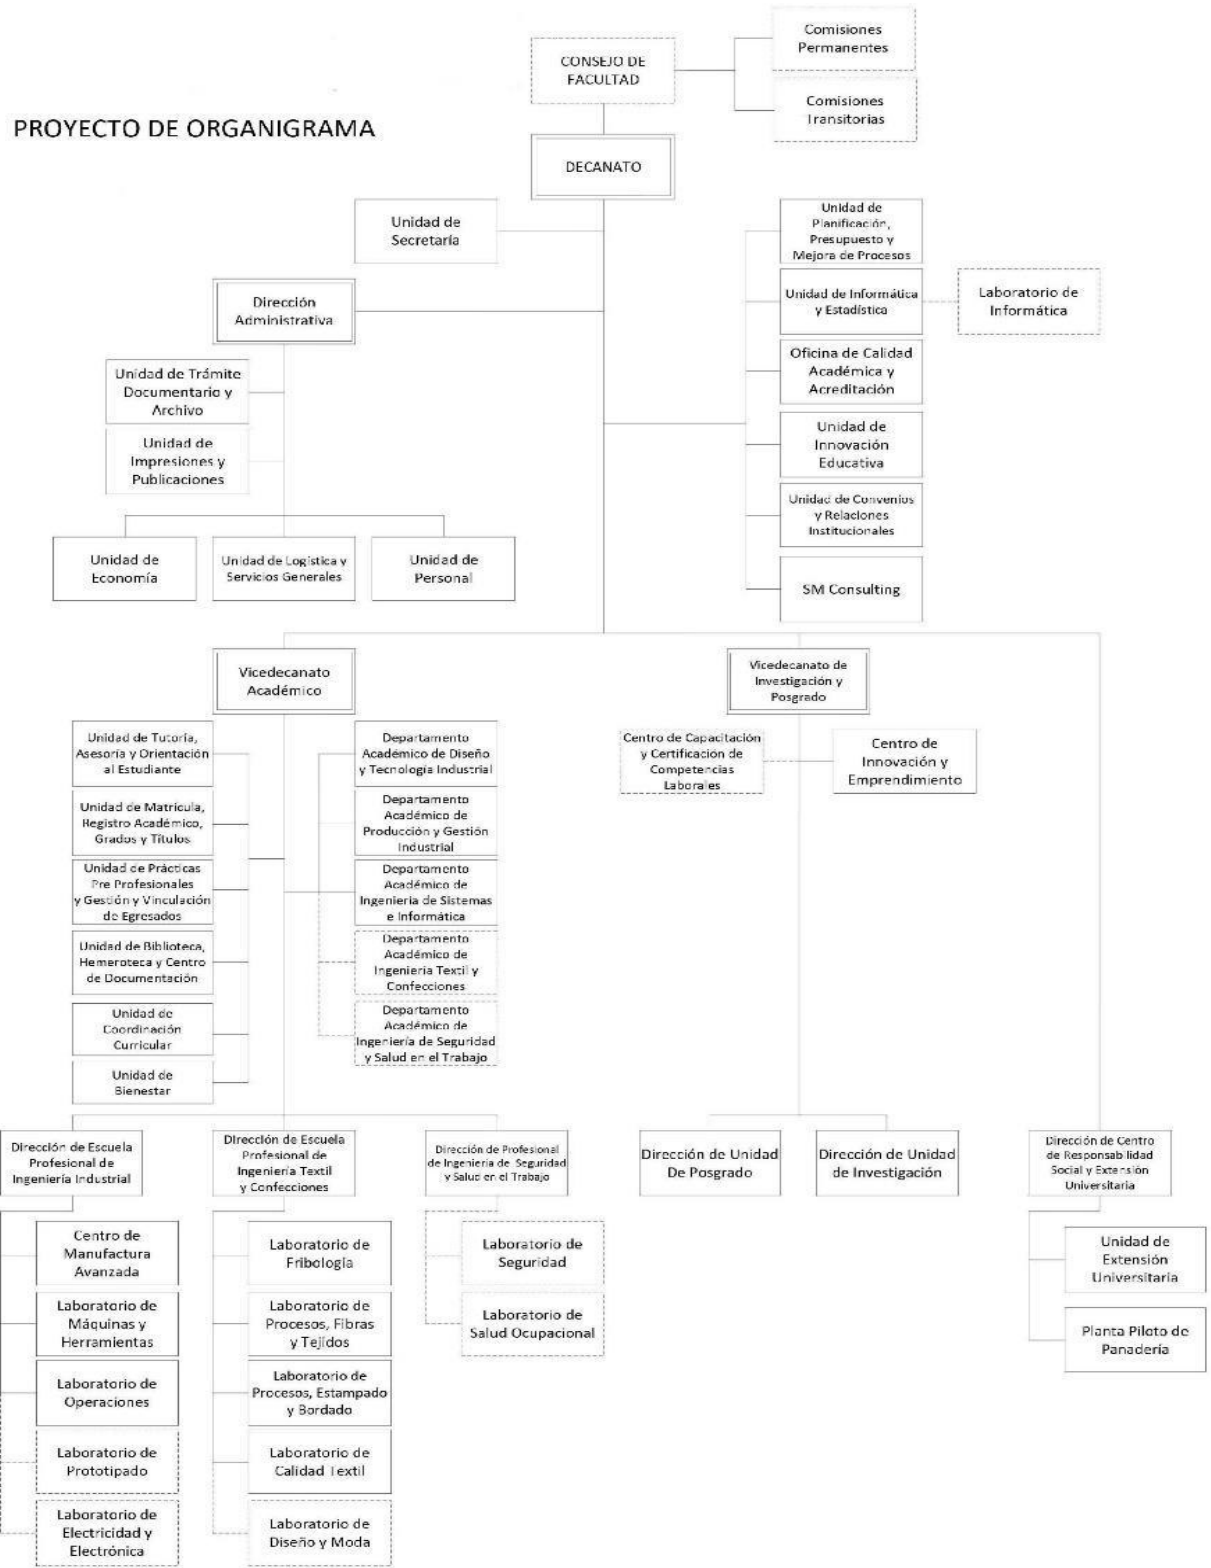 Comisiones
Permanentes
CONSEJO DE
FACULTAD
Comisiones
Transitorias
PROYECTO DE ORGANIGRAMA
DECANATO
Unidad de
Secretaría
Unidad de
Planificación,
Presupuesto y
Mejora de Procesos
Dirección
Administrativa
Unidad de Informática
y Estadística
Laboratorio de
Informática
Unidad de Trámite
Documentario y
Archivo
Oficina de Calidad
Académica y
Acreditación
Unidad de
Impresiones y
Publicaciones
Unidad de
Innovación
Educativa
Unidad de Convenios
y Relaciones
Institucionales
Unidad de
Economía
Unidad de Logística y
Servicios Generales
Unidad de
Personal
SM Consulting
Vicedecanato
Académico
Vicedecanato de
Investigación y
Posgrado
Unidad de Tutoría,
Asesoría y Orientación
al Estudiante
Departamento
Académico de Diseño
y Tecnología Industrial
Centro de Capacitación
y Certificación de
Competencias
Laborales
Centro de
Innovación y
Emprendimiento
Unidad de Matrícula,
Registro Académico,
Grados y Títulos
Departamento
Académico de
Producción y Gestión
Industrial
Unidad de Prácticas
Pre Profesionales
y Gestión y Vinculación
de Egresados
Departamento
Académico de
Ingeniería de Sistemas
e Informática
Unidad de Biblioteca,
Hemeroteca y Centro
de Documentación
Departamento
Académico de
Ingeniería Textil y
Confecciones
Unidad de
Coordinación
Curricular
Departamento
Académico de
Ingeniería de Seguridad
y Salud en el Trabajo
Unidad de
Bienestar
Dirección de Escuela
Profesional de
Ingeniería Industrial
Dirección de Escuela
Profesional de
Ingeniería Textil
y Confecciones
Dirección de Profesional
de Ingeniería de Seguridad
y Salud en el Trabajo
Dirección de Unidad
De Posgrado
Dirección de Unidad
de Investigación
Dirección de Centro
de Responsabilidad
Social y Extensión
Universitaria
Centro de
Manufactura
Avanzada
Laboratorio de
Fribología
Laboratorio de
Seguridad
Unidad de
Extensión
Universitaria
Laboratorio de
Máquinas y
Herramientas
Laboratorio de
Procesos, Fibras
y Tejidos
Laboratorio de
Salud Ocupacional
Planta Piloto de
Panadería
Laboratorio de
Operaciones
Laboratorio de
Procesos, Estampado
y Bordado
Laboratorio de
Prototipado
Laboratorio de
Calidad Textil
Laboratorio de
Electricidad y
Electrónica
Laboratorio de
Diseño y Moda